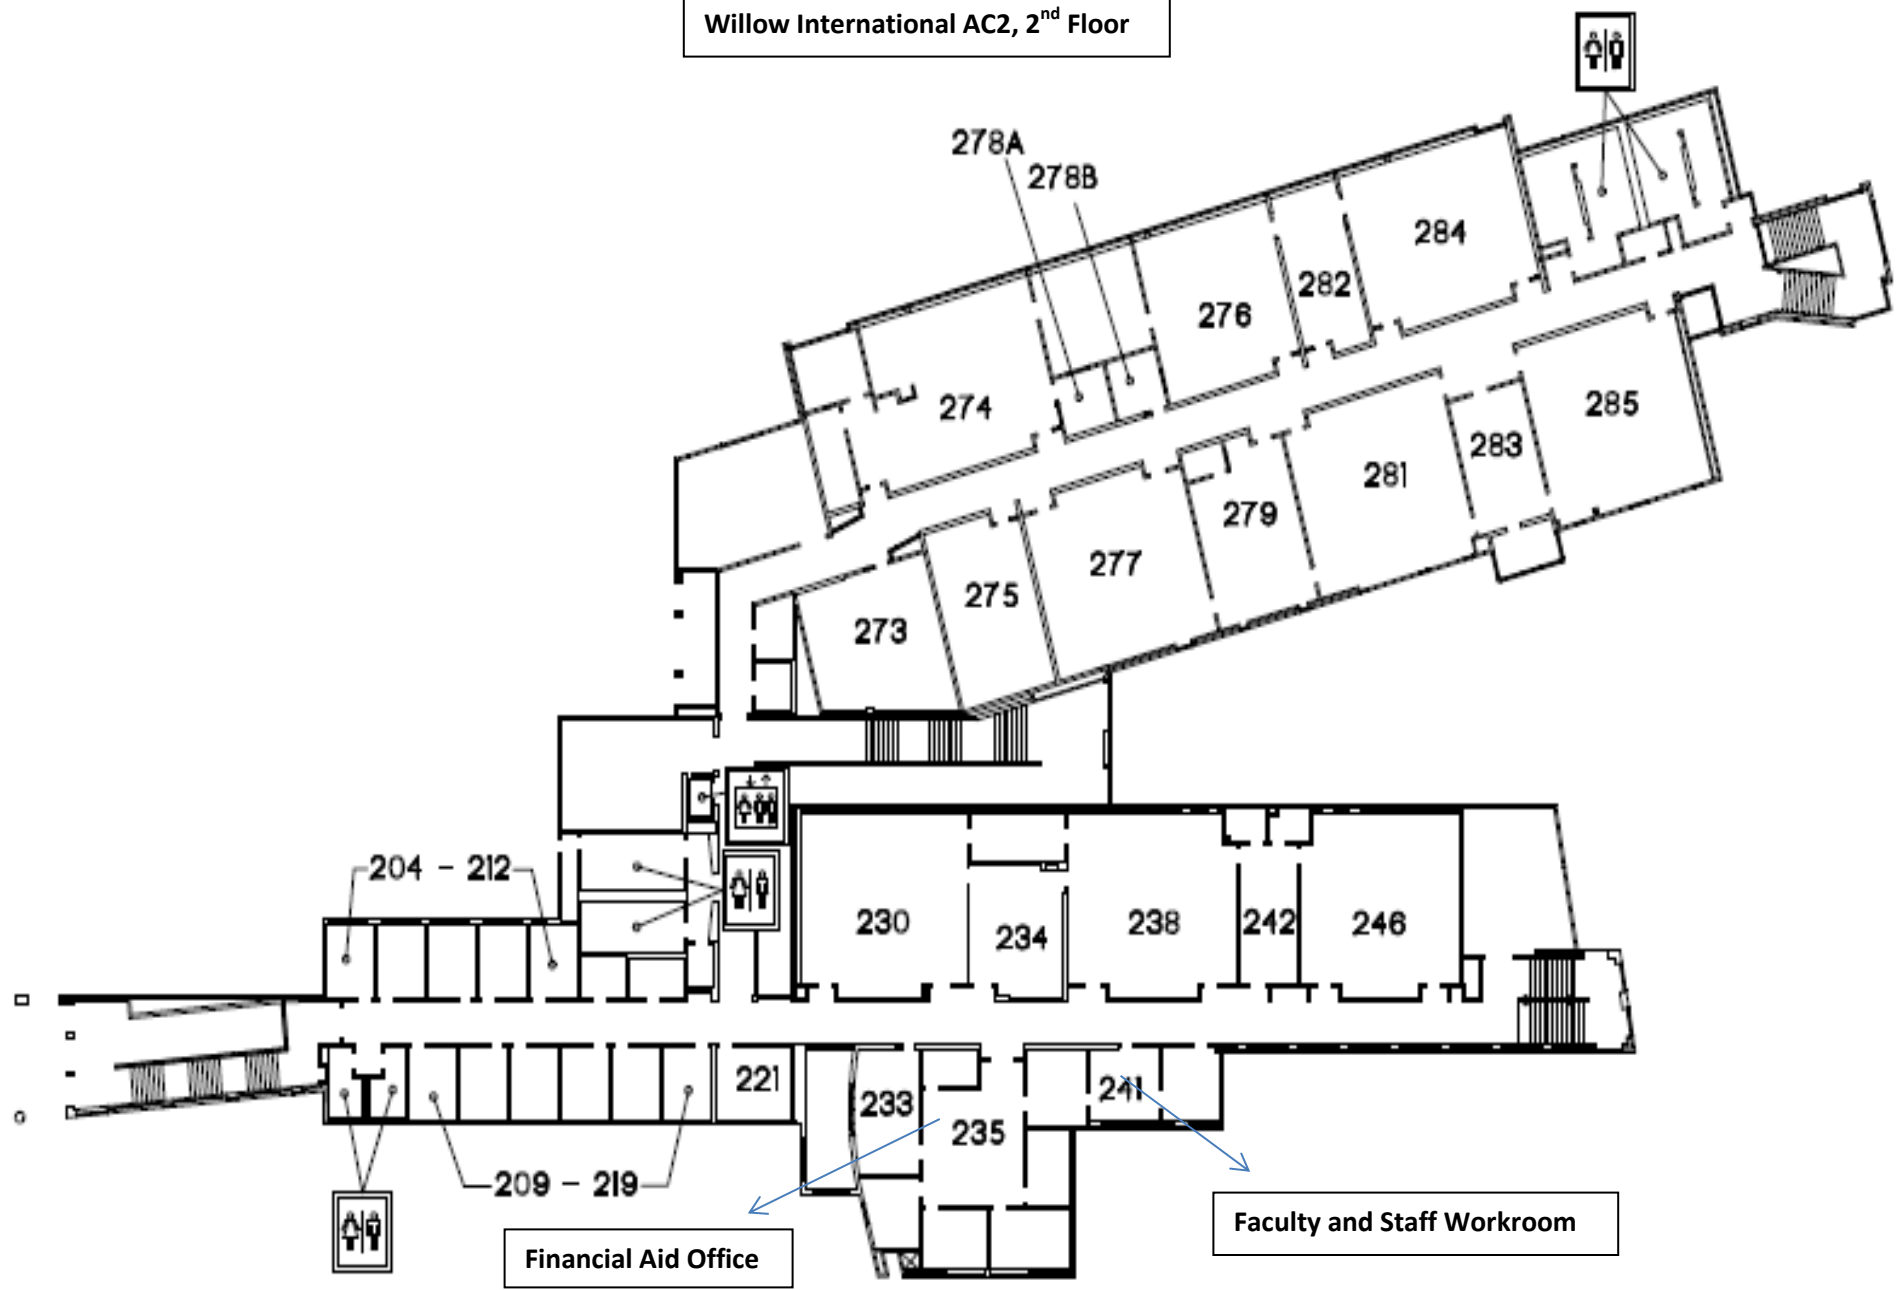 Willow International AC2, 2nd Floor
278A
278B
284
282
276
274
285
283
281
279
277
275
273
204 - 212
230
234
238
242
246
221
233
235
241
209 - 219
Faculty and Staff Workroom
Financial Aid Office